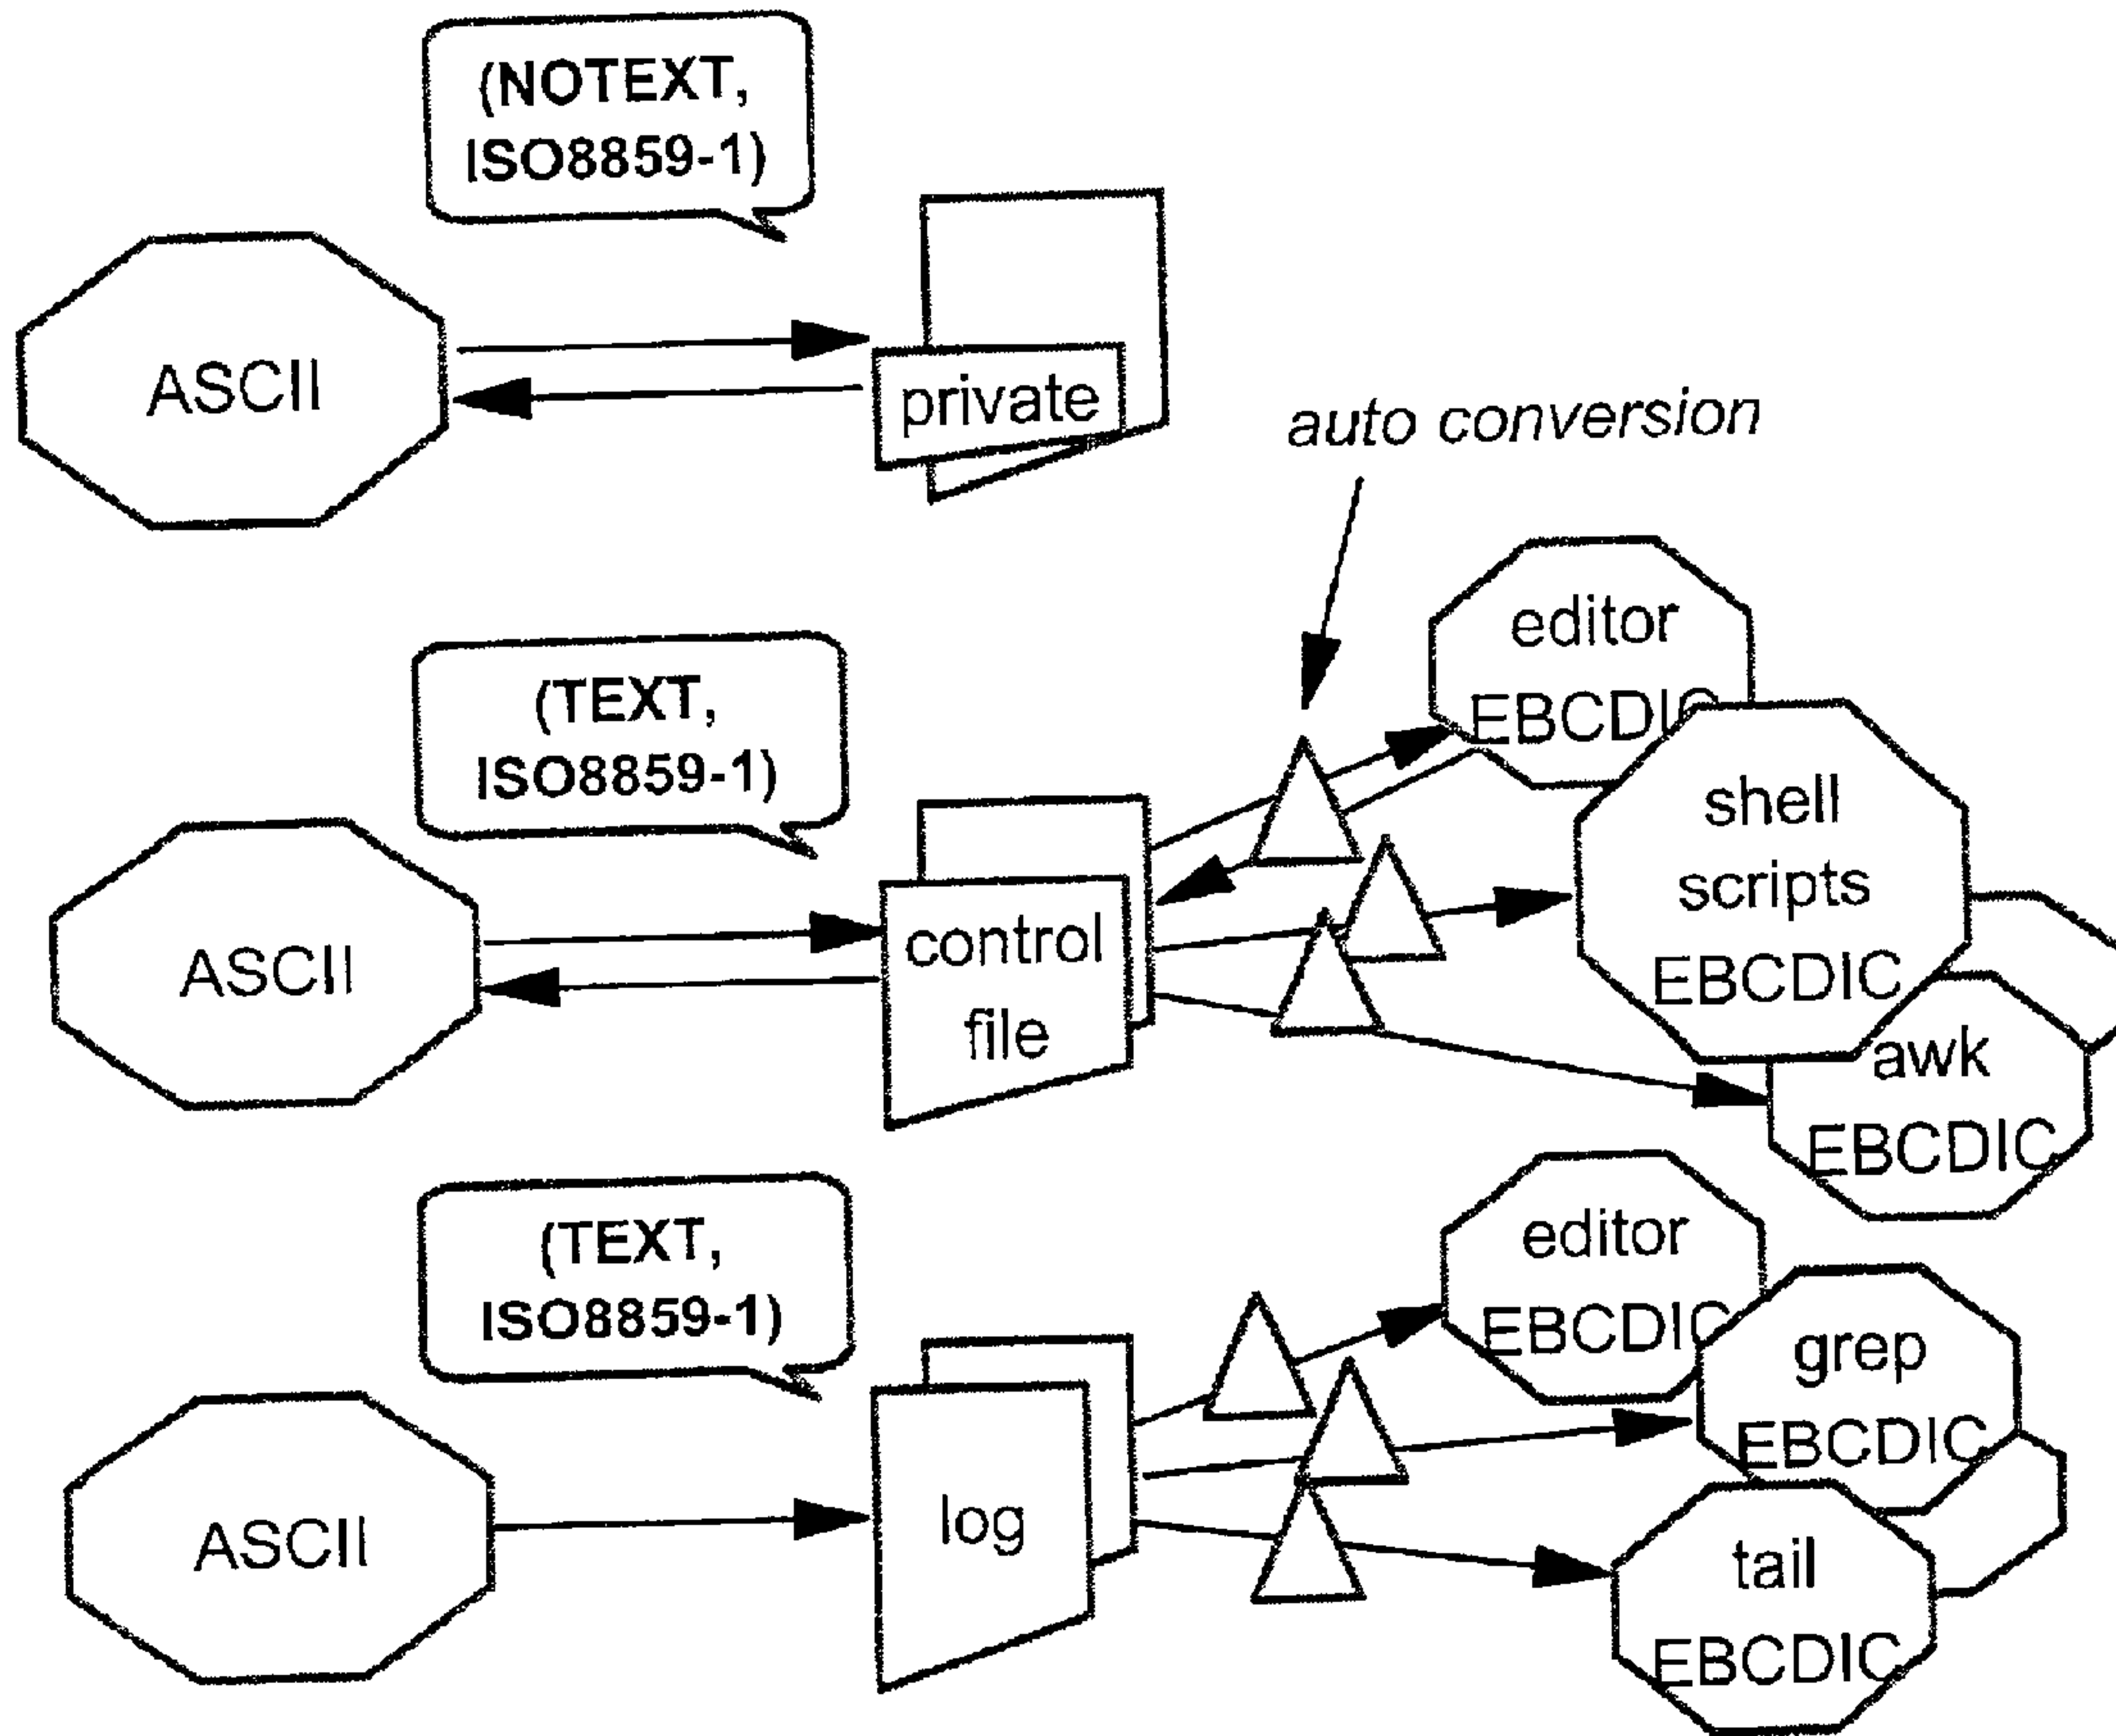 (NOTEXT,
ISO8859-1)
ASCII
private
auto conversion
(TEXT,
ISO8859-1)
ASCII
control
file
editor
EBCDIC
shell
scripts
EBCDIC
awk
EBCDIC
(TEXT,
ISO8859-1)
ASCII
log
editor
EBCDIC
grep
EBCDIC
tail
EBCDIC